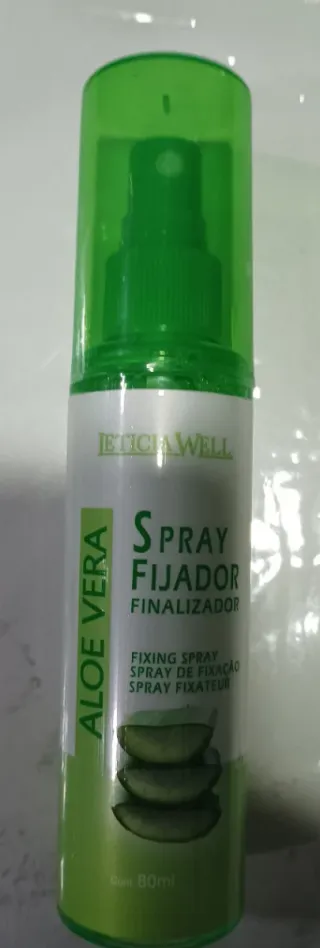 LETICIA WELL
ALOE VERA
SPRAY
FIJADOR
FINALIZADOR
FIXING SPRAY
SPRAY DE FIXAÇÃO
SPRAY FIXATEUR
80ml